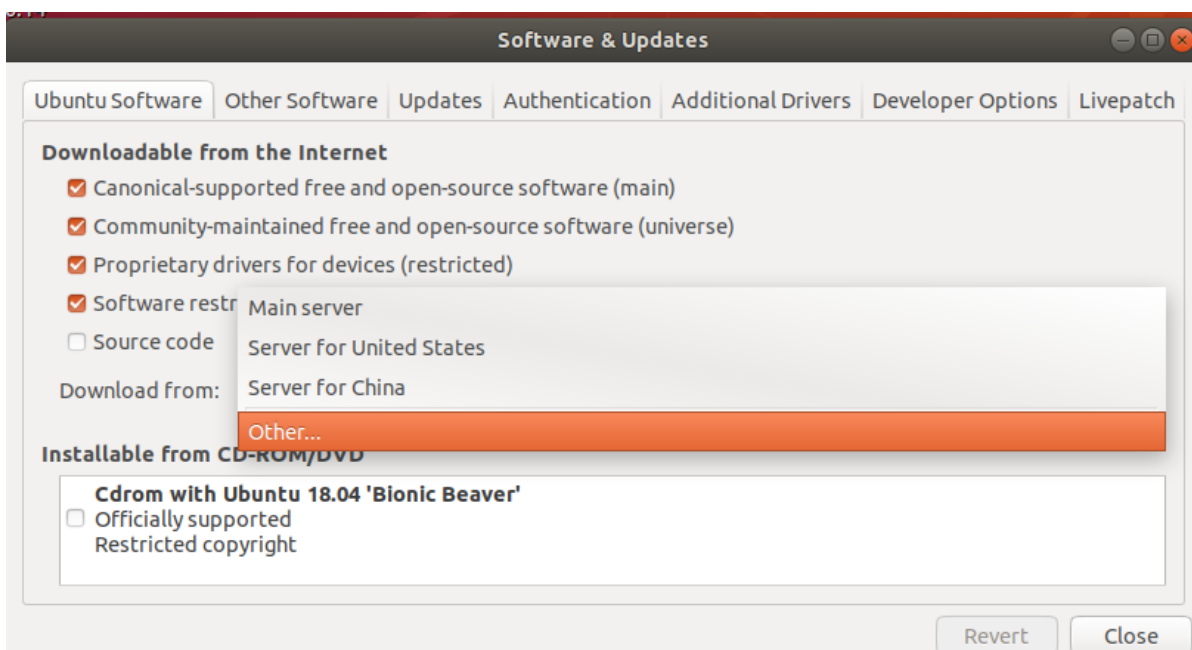 Software & Updates
Ubuntu Software Other Software Updates Authentication Additional Drivers Developer Options Livepatch
Downloadable from the Internet
Canonical-supported free and open-source software (main)
Community-maintained free and open-source software (universe)
Proprietary drivers for devices (restricted)
Software restr
Main server
Source code
Server for United States
Download from:
Server for China
Other...
Installable from CD-ROM/DVD
Cdrom with Ubuntu 18.04 'Bionic Beaver'
Officially supported
Restricted copyright
Revert Close